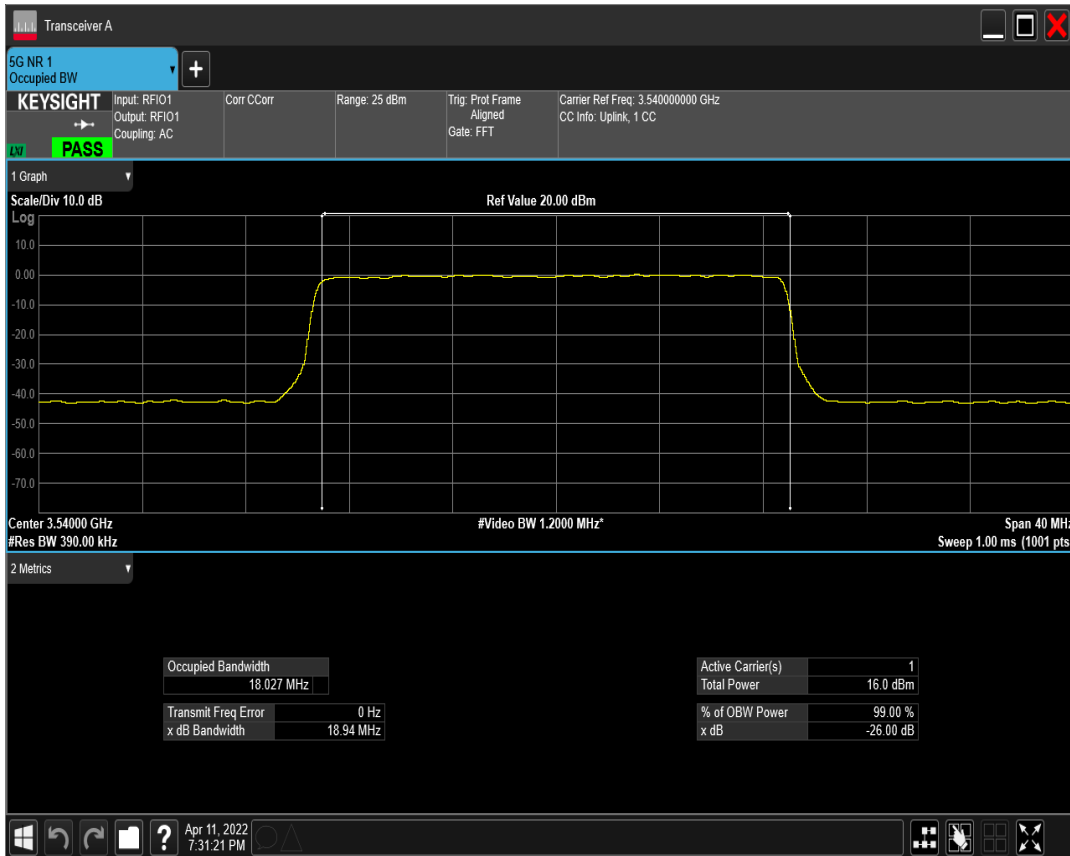 Transceiver A
5G NR 1
Occupied BW
+
KEYSIGHT
LXI
PASS
Input: RFIO1
Output: RFIO1
Coupling: AC
Corr CCorr
Range: 25 dBm
Trig: Prot Frame
Aligned
Gate: FFT
Carrier Ref Freq: 3.540000000 GHz
CC Info: Uplink, 1 CC
1 Graph
Scale/Div 10.0 dB
Ref Value 20.00 dBm
Log
10.0
0.00
-10.0
-20.0
-30.0
-40.0
-50.0
-60.0
-70.0
Center 3.54000 GHz
#Video BW 1.2000 MHz*
Span 40 MHz
#Res BW 390.00 kHz
Sweep 1.00 ms (1001 pts
2 Metrics
Occupied Bandwidth
18.027 MHz
Transmit Freq Error 0 Hz
x dB Bandwidth 18.94 MHz
Active Carrier(s) 1
Total Power 16.0 dBm
% of OBW Power 99.00 %
x dB -26.00 dB
?
Apr 11, 2022
7:31:21 PM